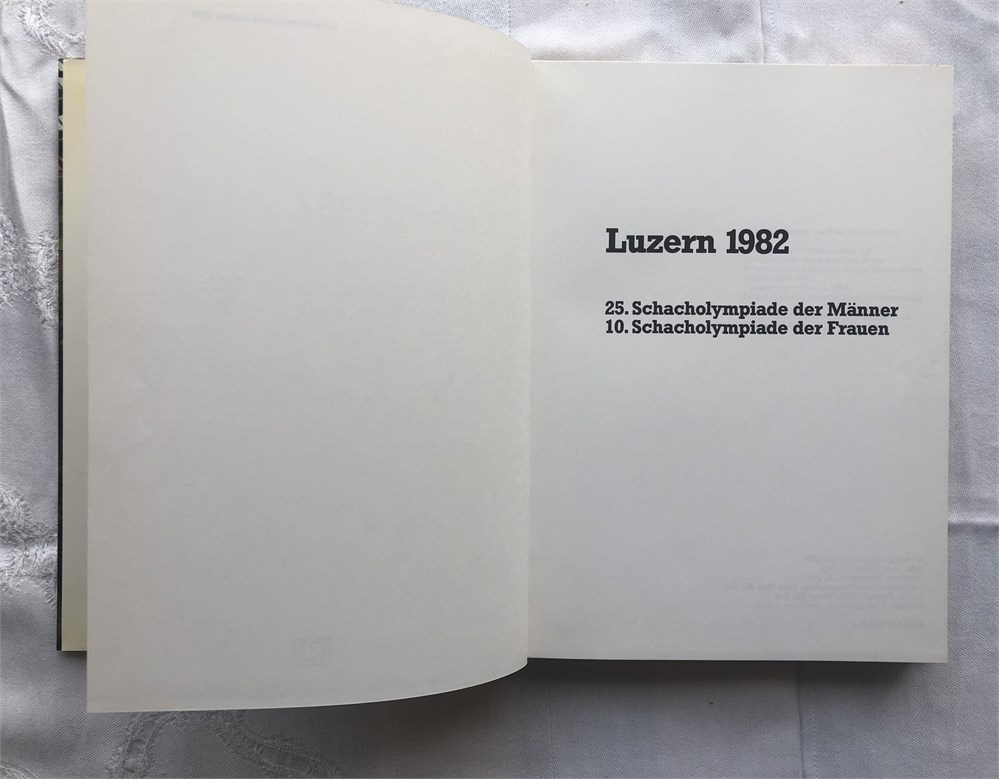 Luzern 1982
25. Schacholympiade der Männer
10. Schacholympiade der Frauen